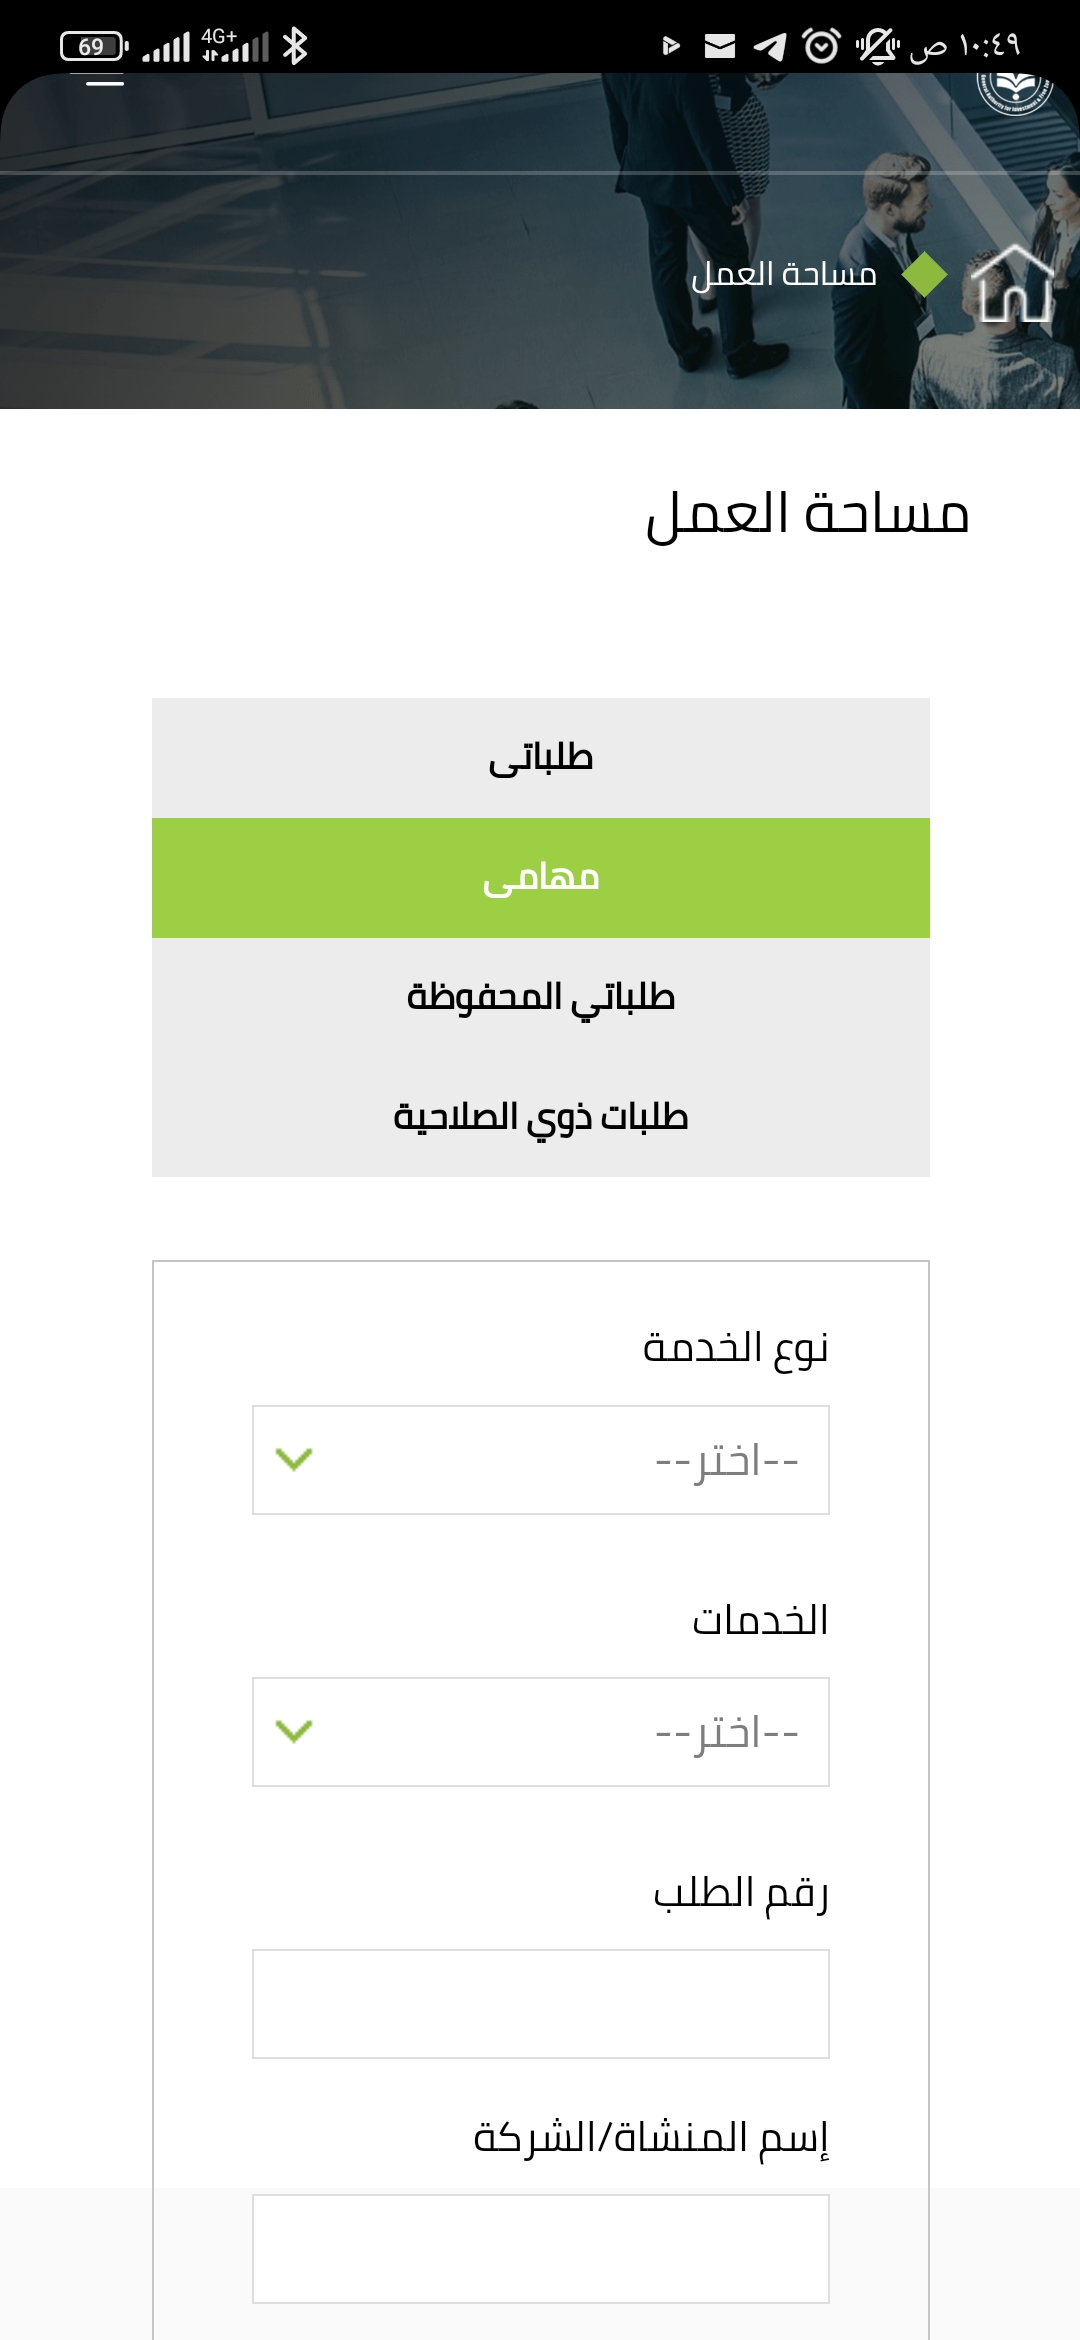 69 4G+ ١٠:٤٩ ص
مساحة العمل
مساحة العمل
طلباتى
مهامى
طلباتي المحفوظة
طلبات ذوي الصلاحية
نوع الخدمة
--اختر--
الخدمات
--اختر--
رقم الطلب
إسم المنشاة/الشركة